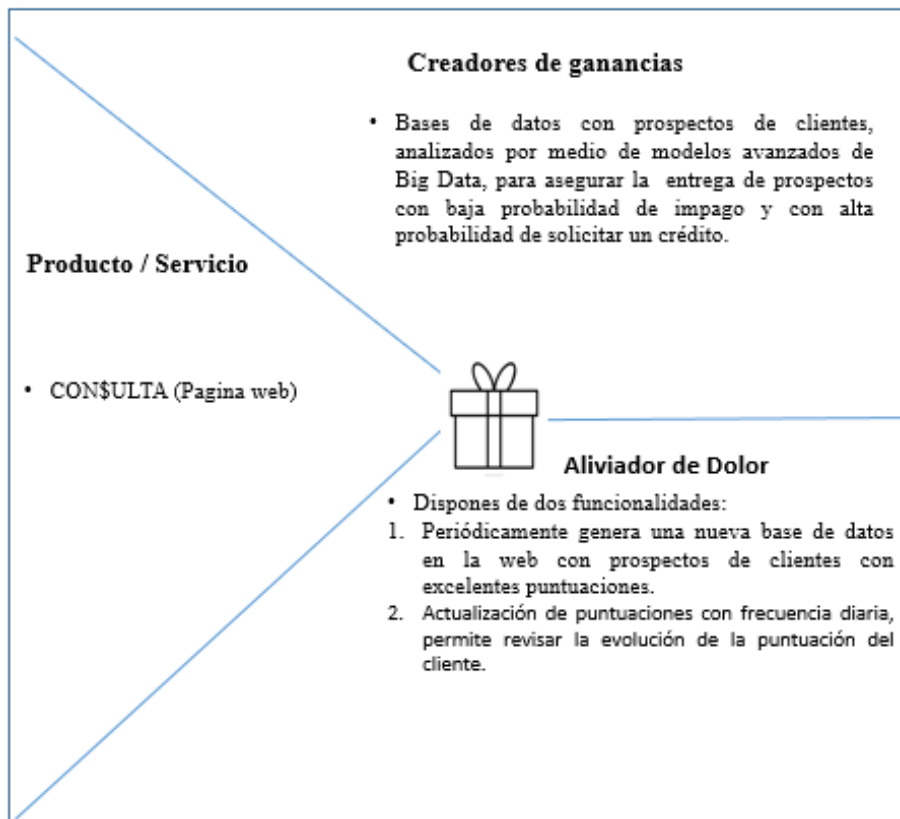 Creadores de ganancias
• Bases de datos con prospectos de clientes,
analizados por medio de modelos avanzados de
Big Data, para asegurar la entrega de prospectos
con baja probabilidad de impago y con alta
probabilidad de solicitar un crédito.
Producto / Servicio
• CON$ULTA (Pagina web)
Aliviador de Dolor
• Dispones de dos funcionalidades:
1. Periódicamente genera una nueva base de datos
en la web con prospectos de clientes con
excelentes puntuaciones.
2. Actualización de puntuaciones con frecuencia diaria,
permite revisar la evolución de la puntuación del
cliente.